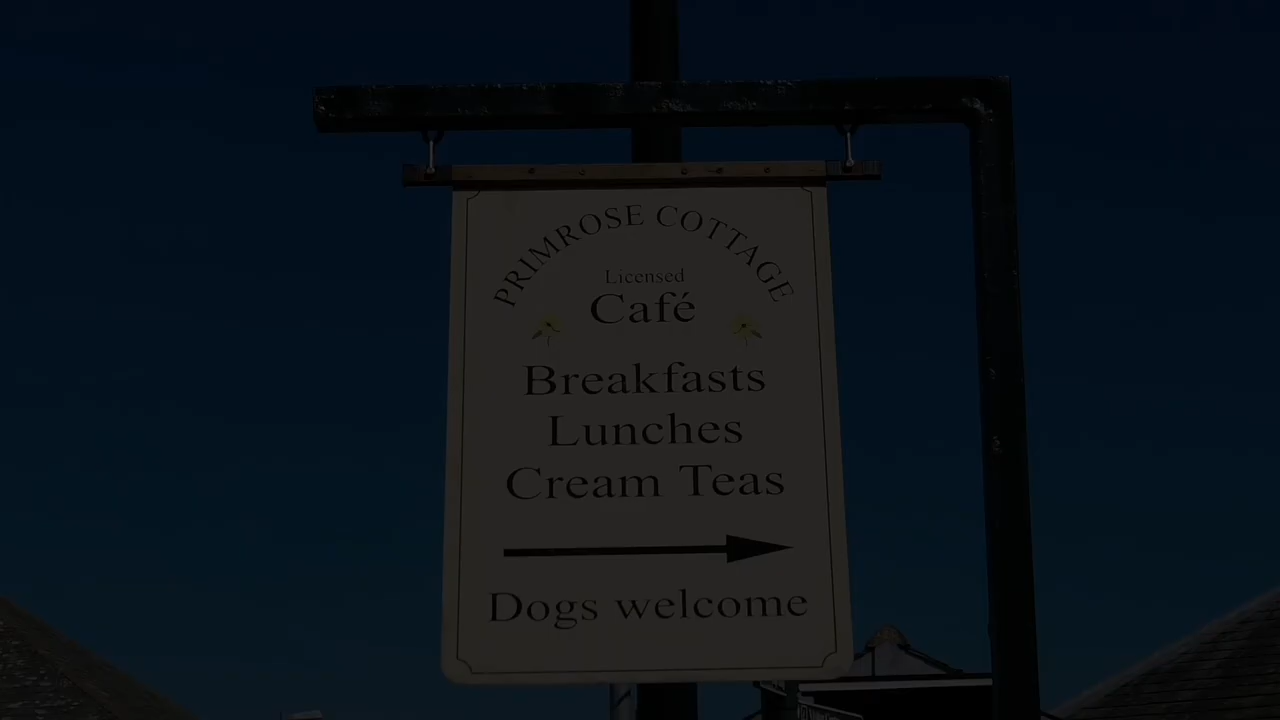 PRIMROSE COTTAGE
Licensed
Café
Breakfasts
Lunches
Cream Teas
Dogs welcome